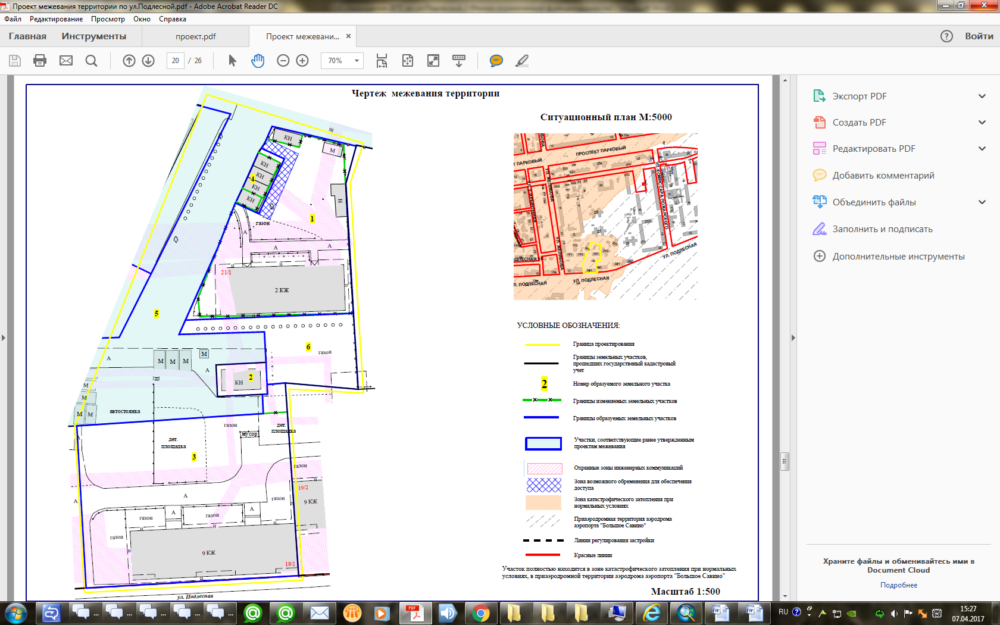 Проект межевания территории по ул.Подлесной.pdf - Adobe Acrobat Reader DC
Файл Редактирование Просмотр Окно Справка
Главная Инструменты проект.pdf Проект межевани... × Войти
20 / 26 70%
Чертеж межевания территории
Ситуационный план М:5000
ПРОСПЕКТ ПАРКОВЫЙ
УЛ. ЖЕЛЯБОВА
УЛ. КОМИССАРА ПОЖАРСКОГО
УЛ. ЖЕЛЯБОВА
УЛ. ПОДЛЕСНАЯ
УЛ. ПОДЛЕСНАЯ
КН
М
КН
КН
4
КН
КН
Н
1
газон
А
А
А
21/1
2 КЖ
5
6
газон
А
М М М М
А
2
КН
М
М
М М
автостоянка
газон
дет.
площадка
мусор
дет.
площадка
3
газон
19/2
9 КЖ
А
А
газон
газон
А
газон
А
газон
9 КЖ
19/1
ул. Подлесная
УСЛОВНЫЕ ОБОЗНАЧЕНИЯ:
Граница проектирования
Границы земельных участков,
прошедших государственый кадастровый
учет
2 Номер образуемого земельного участка
Границы изменяемых земельных участков
Границы образуемых земельных участков
Участки, соответствующие ранее утвержденным
проектам межевания
Охранные зоны инженерных коммуникаций
Зона возможного обременения для обеспечения
доступа
Зона катастрофического затопления при
нормальных условиях
Приаэродромная территория аэродрома
аэропорта "Большое Савино"
Линии регулирования застройки
Красные линии
Участок полностью находится в зоне катастрофического затопления при нормальных
условиях, в приаэродромной территории аэродрома аэропорта "Большое Савино"
Масштаб 1:500
Экспорт PDF
Создать PDF
Редактировать PDF
Добавить комментарий
Объединить файлы
Заполнить и подписать
Дополнительные инструменты
Храните файлы и обменивайтесь ими в
Document Cloud
Подробнее
RU
15:27
07.04.2017